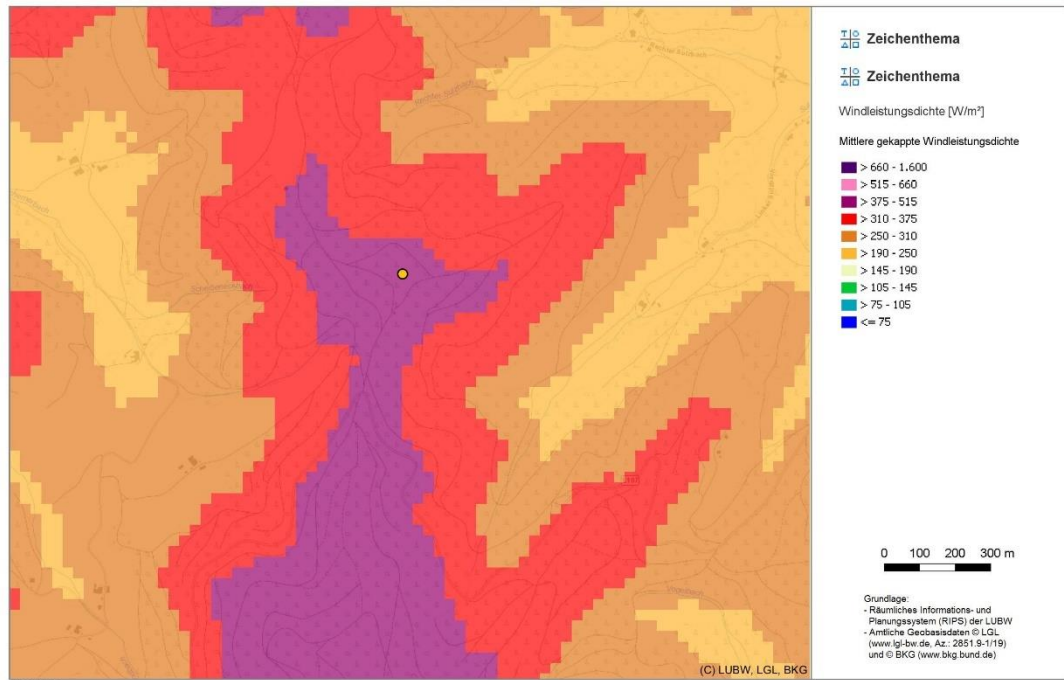 Zeichenthema
Zeichenthema
Windleistungsdichte [W/m²]
Mittlere gekappte Windleistungsdichte
> 660 - 1.600
> 515 - 660
> 375 - 515
> 310 - 375
> 250 - 310
> 190 - 250
> 145 - 190
> 105 - 145
> 75 - 105
<= 75
0 100 200 300 m
Grundlage:
- Räumliches Informations- und
Planungssystem (RIPS) der LUBW
- Amtliche Geobasisdaten © LGL
(www.lgl-bw.de, Az.: 2851.9-1/19)
und © BKG (www.bkg.bund.de)
(C) LUBW, LGL, BKG